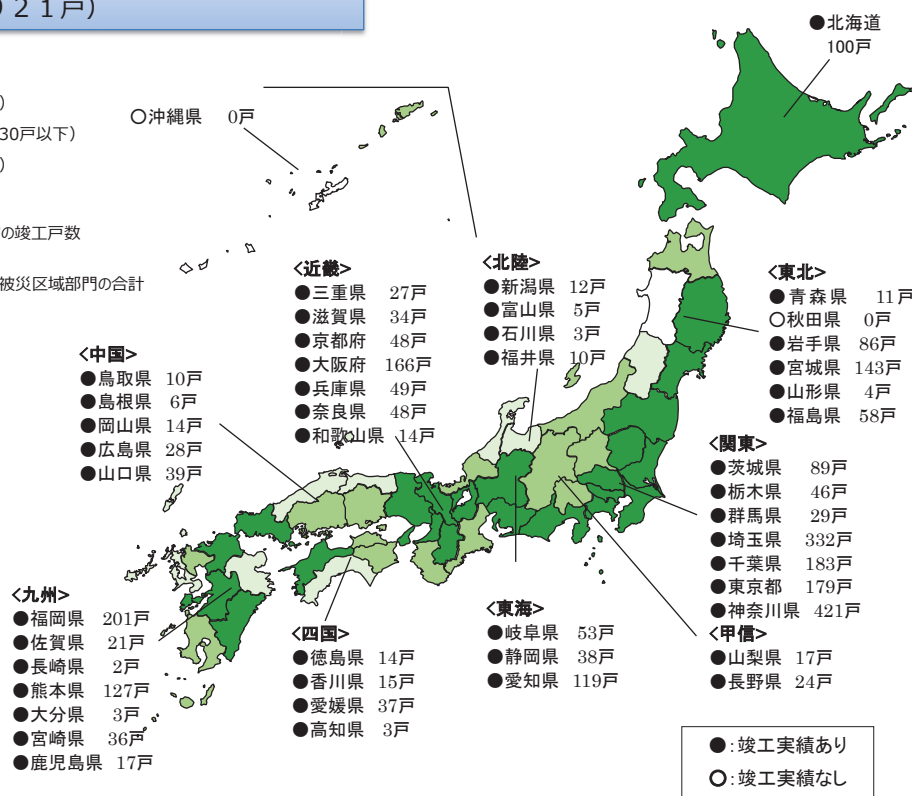 ２１戸）
）
30戸以下）
）
の竣工戸数
被災区域部門の合計
○沖縄県 0戸
●北海道
100戸
<近畿>
●三重県 27戸
●滋賀県 34戸
●京都府 48戸
●大阪府 166戸
●兵庫県 49戸
●奈良県 48戸
●和歌山県 14戸
<北陸>
●新潟県 12戸
●富山県 5戸
●石川県 3戸
●福井県 10戸
<東北>
●青森県 11戸
○秋田県 0戸
●岩手県 86戸
●宮城県 143戸
●山形県 4戸
●福島県 58戸
<中国>
●鳥取県 10戸
●島根県 6戸
●岡山県 14戸
●広島県 28戸
●山口県 39戸
<関東>
●茨城県 89戸
●栃木県 46戸
●群馬県 29戸
●埼玉県 332戸
●千葉県 183戸
●東京都 179戸
●神奈川県 421戸
<九州>
●福岡県 201戸
●佐賀県 21戸
●長崎県 2戸
●熊本県 127戸
●大分県 3戸
●宮崎県 36戸
●鹿児島県 17戸
<四国>
●徳島県 14戸
●香川県 15戸
●愛媛県 37戸
●高知県 3戸
<東海>
●岐阜県 53戸
●静岡県 38戸
●愛知県 119戸
<甲信>
●山梨県 17戸
●長野県 24戸
●：竣工実績あり
○：竣工実績なし